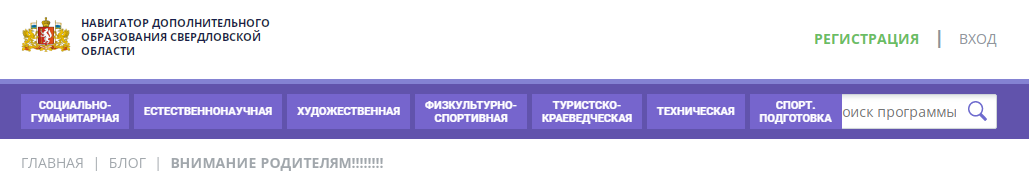 НАВИГАТОР ДОПОЛНИТЕЛЬНОГО
ОБРАЗОВАНИЯ СВЕРДЛОВСКОЙ
ОБЛАСТИ
РЕГИСТРАЦИЯ | ВХОД
СОЦИАЛЬНО-
ГУМАНИТАРНАЯ
ЕСТЕСТВЕННОНАУЧНАЯ
ХУДОЖЕСТВЕННАЯ
ФИЗКУЛЬТУРНО-
СПОРТИВНАЯ
ТУРИСТСКО-
КРАЕВЕДЧЕСКАЯ
ТЕХНИЧЕСКАЯ
СПОРТ.
ПОДГОТОВКА
оиск программы
ГЛАВНАЯ | БЛОГ | ВНИМАНИЕ РОДИТЕЛЯМ!!!!!!!!!